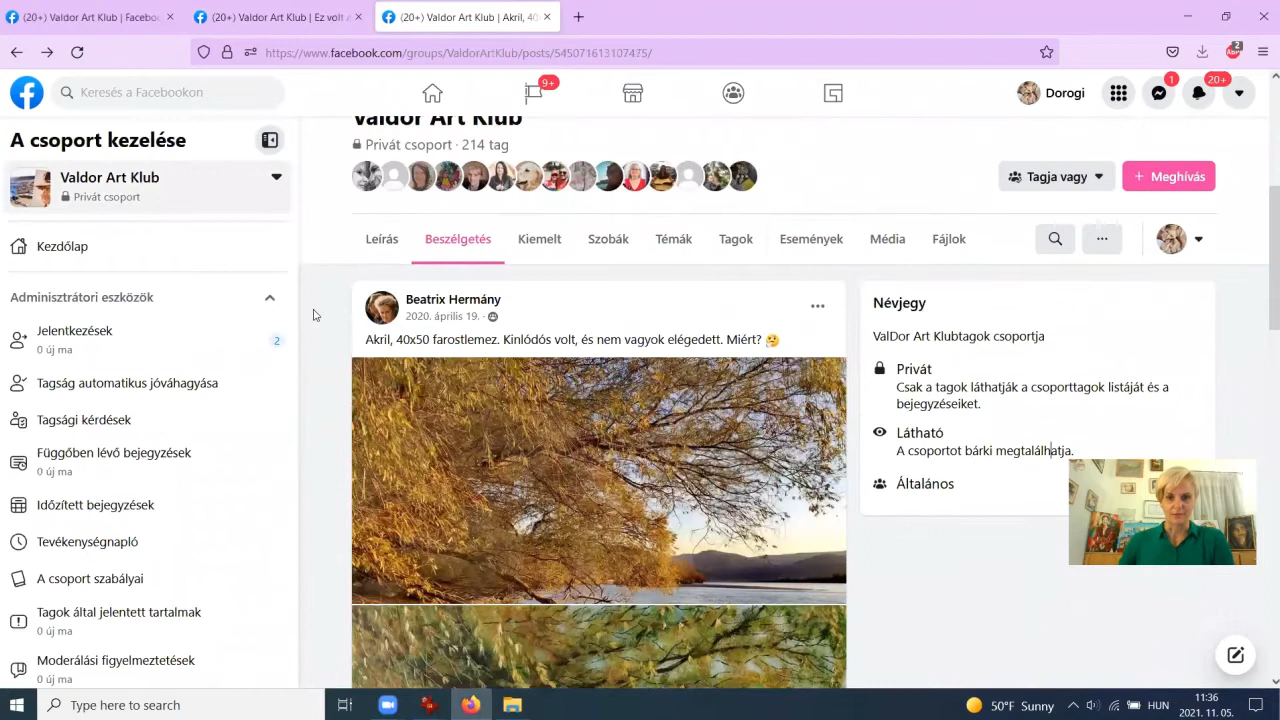 (20+) Valdor Art Klub | Faceboo
(20+) Valdor Art Klub | Ez volt a
(20+) Valdor Art Klub | Akril, 40
https://www.facebook.com/groups/ValdorArtKlub/posts/545071613107475/
2
Keresés a Facebookon
9+
Dorogi
1
20+
A csoport kezelése
Valdor Art Klub
Privát csoport
Kezdőlap
Adminisztrátori eszközök
Jelentkezések
0 új ma
2
Tagság automatikus jóváhagyása
Tagsági kérdések
Függőben lévő bejegyzések
0 új ma
Időzített bejegyzések
Tevékenységnapló
A csoport szabályai
Tagok által jelentett tartalmak
0 új ma
Moderálási figyelmeztetések
0 új ma
Valdor Art Klub
Privát csoport · 214 tag
Tagja vagy
+ Meghívás
Leírás
Beszélgetés
Kiemelt
Szobák
Témák
Tagok
Események
Média
Fájlok
Beatrix Hermány
2020. április 19. ·
Akril, 40x50 farostlemez. Kinlódós volt, és nem vagyok elégedett. Miért? 🤔
Névjegy
ValDor Art Klubtagok csoportja
Privát
Csak a tagok láthatják a csoporttagok listáját és a
bejegyzéseiket.
Látható
A csoportot bárki megtalálhatja.
Általános
Type here to search
50°F Sunny
HUN
11:36
2021. 11. 05.